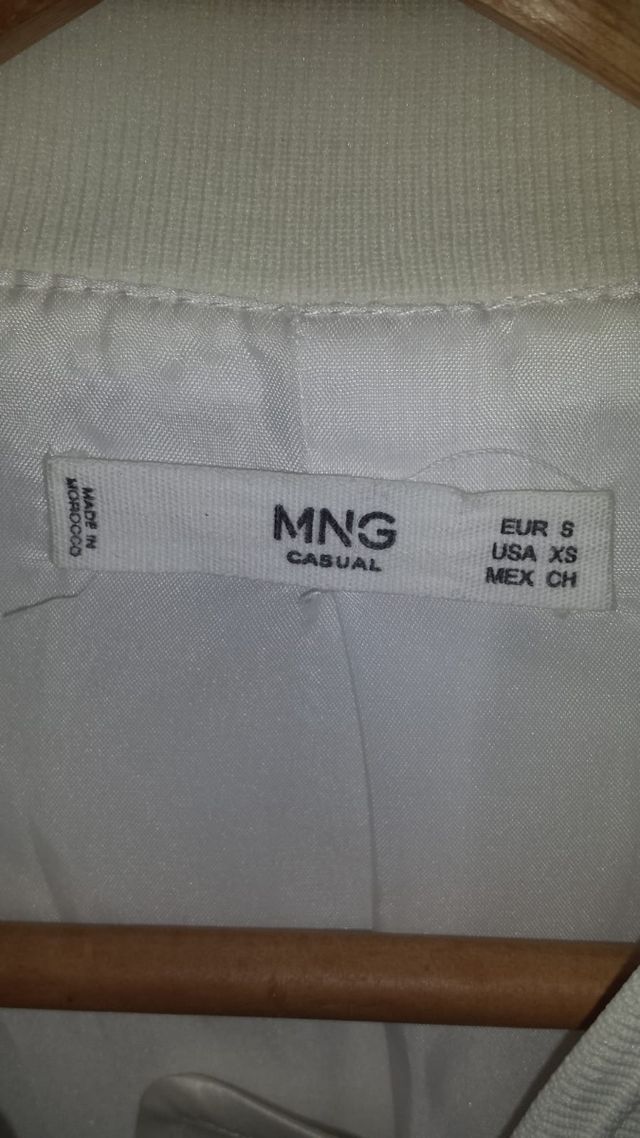 MADE IN
MOROCCO
MNG
CASUAL
EUR S
USA XS
MEX CH